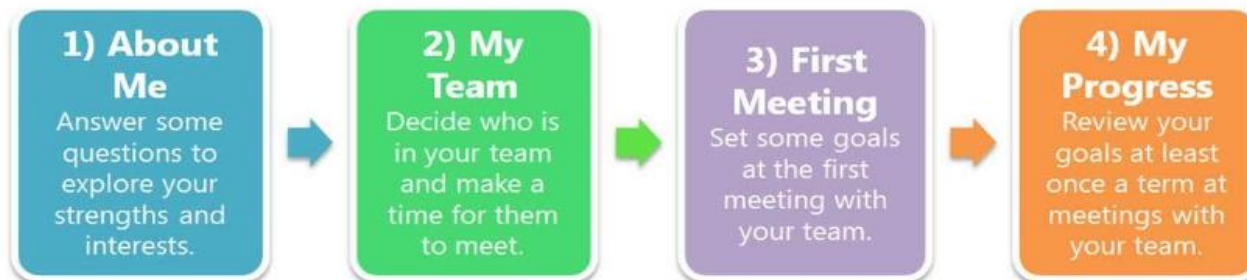 1) About
Me
Answer some
questions to
explore your
strengths and
interests.
2) My
Team
Decide who is
in your team
and make a
time for them
to meet.
3) First
Meeting
Set some goals
at the first
meeting with
your team.
4) My
Progress
Review your
goals at least
once a term at
meetings with
your team.